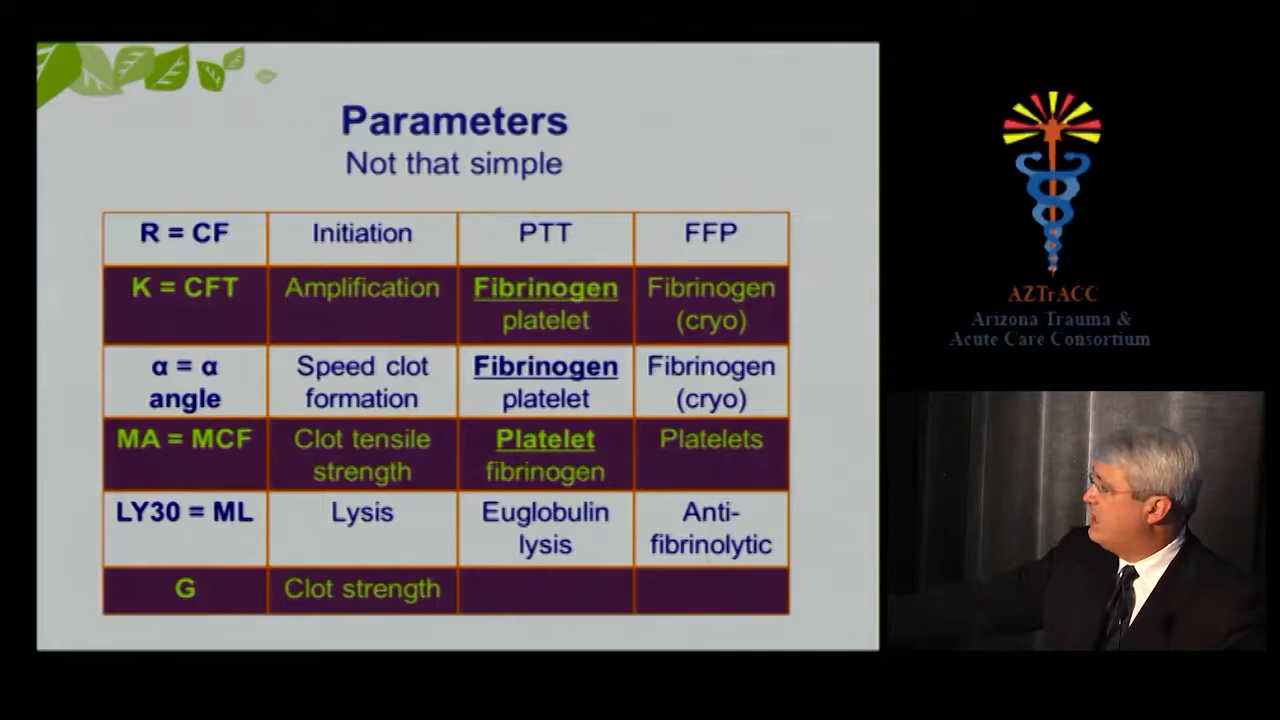 Parameters
Not that simple
R = CF
Initiation
PTT
FFP
K = CFT
Amplification
Fibrinogen
platelet
Fibrinogen
(cryo)
α = α
angle
Speed clot
formation
Fibrinogen
platelet
Fibrinogen
(cryo)
MA = MCF
Clot tensile
strength
Platelet
fibrinogen
Platelets
LY30 = ML
Lysis
Euglobulin
lysis
Anti-
fibrinolytic
G
Clot strength
AZTrACC
Arizona Trauma &
Acute Care Consortium